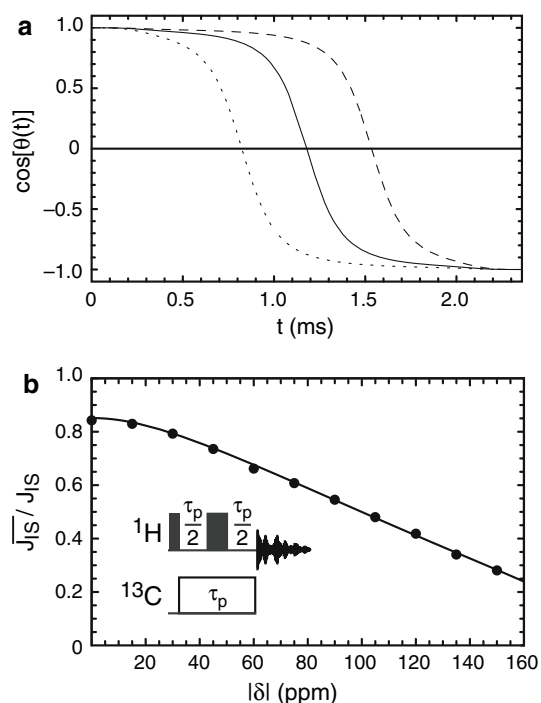 a
cos[θ(t)]
1.0
0.5
0
−0.5
−1.0
0 0.5 1.0 1.5 2.0
t (ms)
b
J̅I̅S̅ / JIS
1.0
0.8
0.6
0.4
0.2
0
¹H τp/2 τp/2
¹³C τp
20 40 60 80 100 120 140 160
|δ| (ppm)